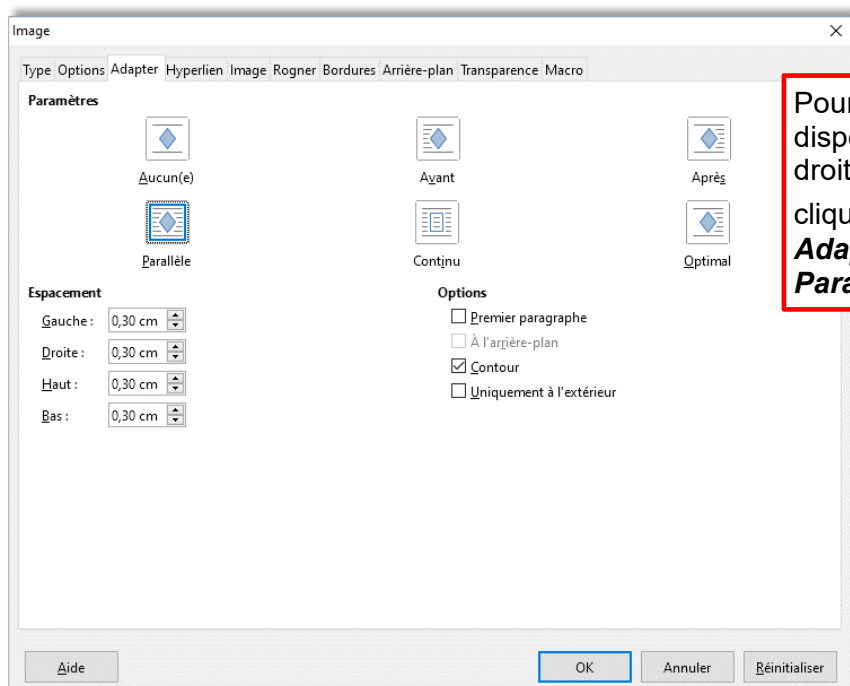 Image
Type Options Adapter Hyperlien Image Rogner Bordures Arrière-plan Transparence Macro
Paramètres
Aucun(e) Avant Après
Parallèle Continu Optimal
Espacement Options
Gauche : 0,30 cm Premier paragraphe
Droite : 0,30 cm À l'arrière-plan
Haut : 0,30 cm Contour
Bas : 0,30 cm Uniquement à l'extérieur
Aide OK Annuler Réinitialiser